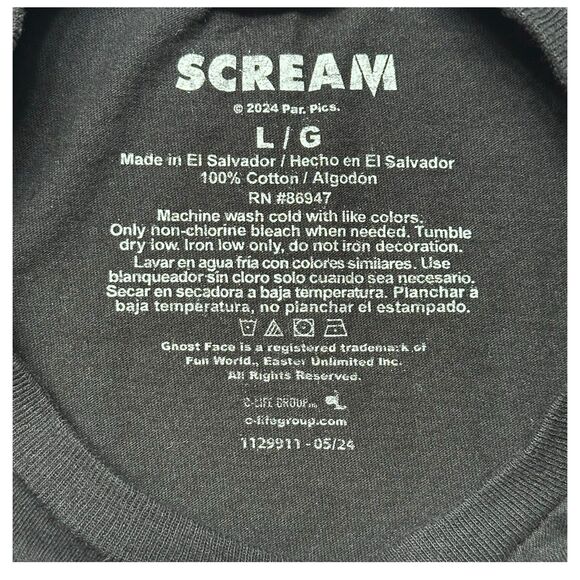 SCREAM
© 2024 Par. Pics.
L / G
Made in El Salvador / Hecho en El Salvador
100% Cotton / Algodón
RN #86947
Machine wash cold with like colors.
Only non-chlorine bleach when needed. Tumble
dry low. Iron low only, do not iron decoration.
Lavar en agua fria con colores similares. Use
blanqueador sin cloro solo cuando sea necesario.
Secar en secadora a baja temperatura. Planchar a
baja temperatura, no planchar el estampado.
Ghost Face is a registered trademark of
Fun World., Easter Unlimited Inc.
All Rights Reserved.
C-LIFE GROUP
c-lifegroup.com
1129911 - 05/24